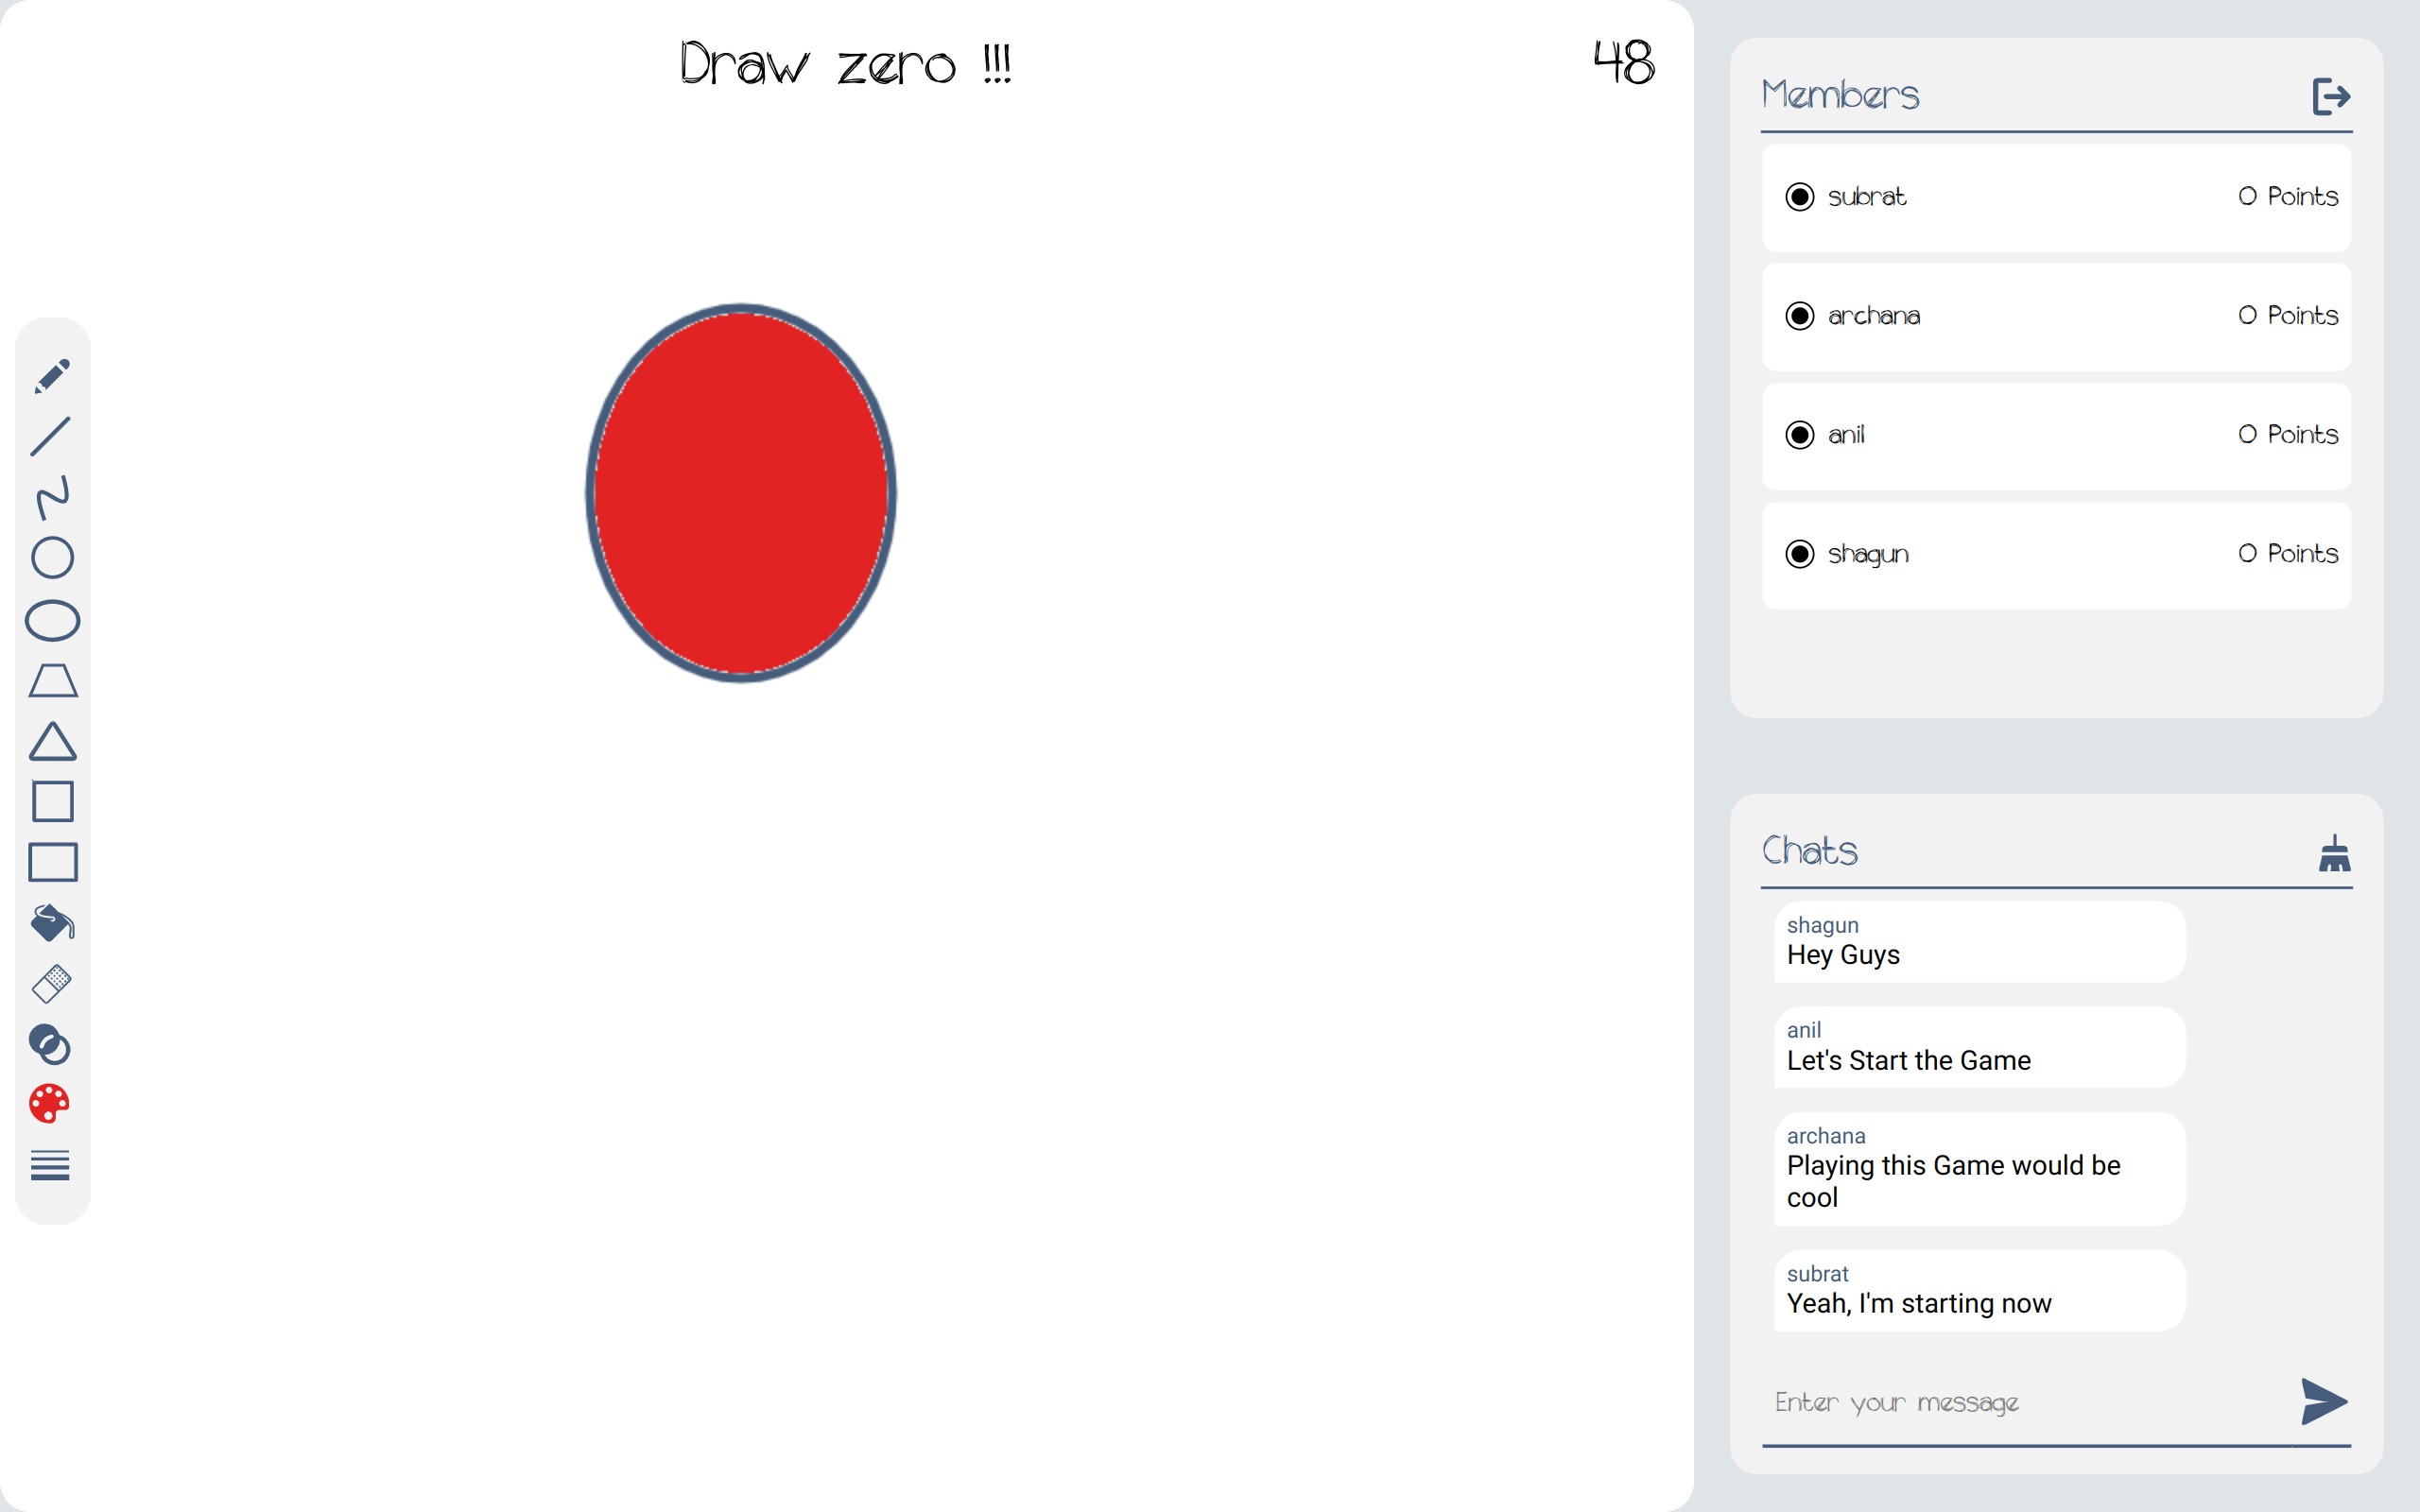 Draw zero !!!
48
Members
subrat 0 Points
archana 0 Points
anil 0 Points
shagun 0 Points
Chats
shagun
Hey Guys
anil
Let's Start the Game
archana
Playing this Game would be
cool
subrat
Yeah, I'm starting now
Enter your message